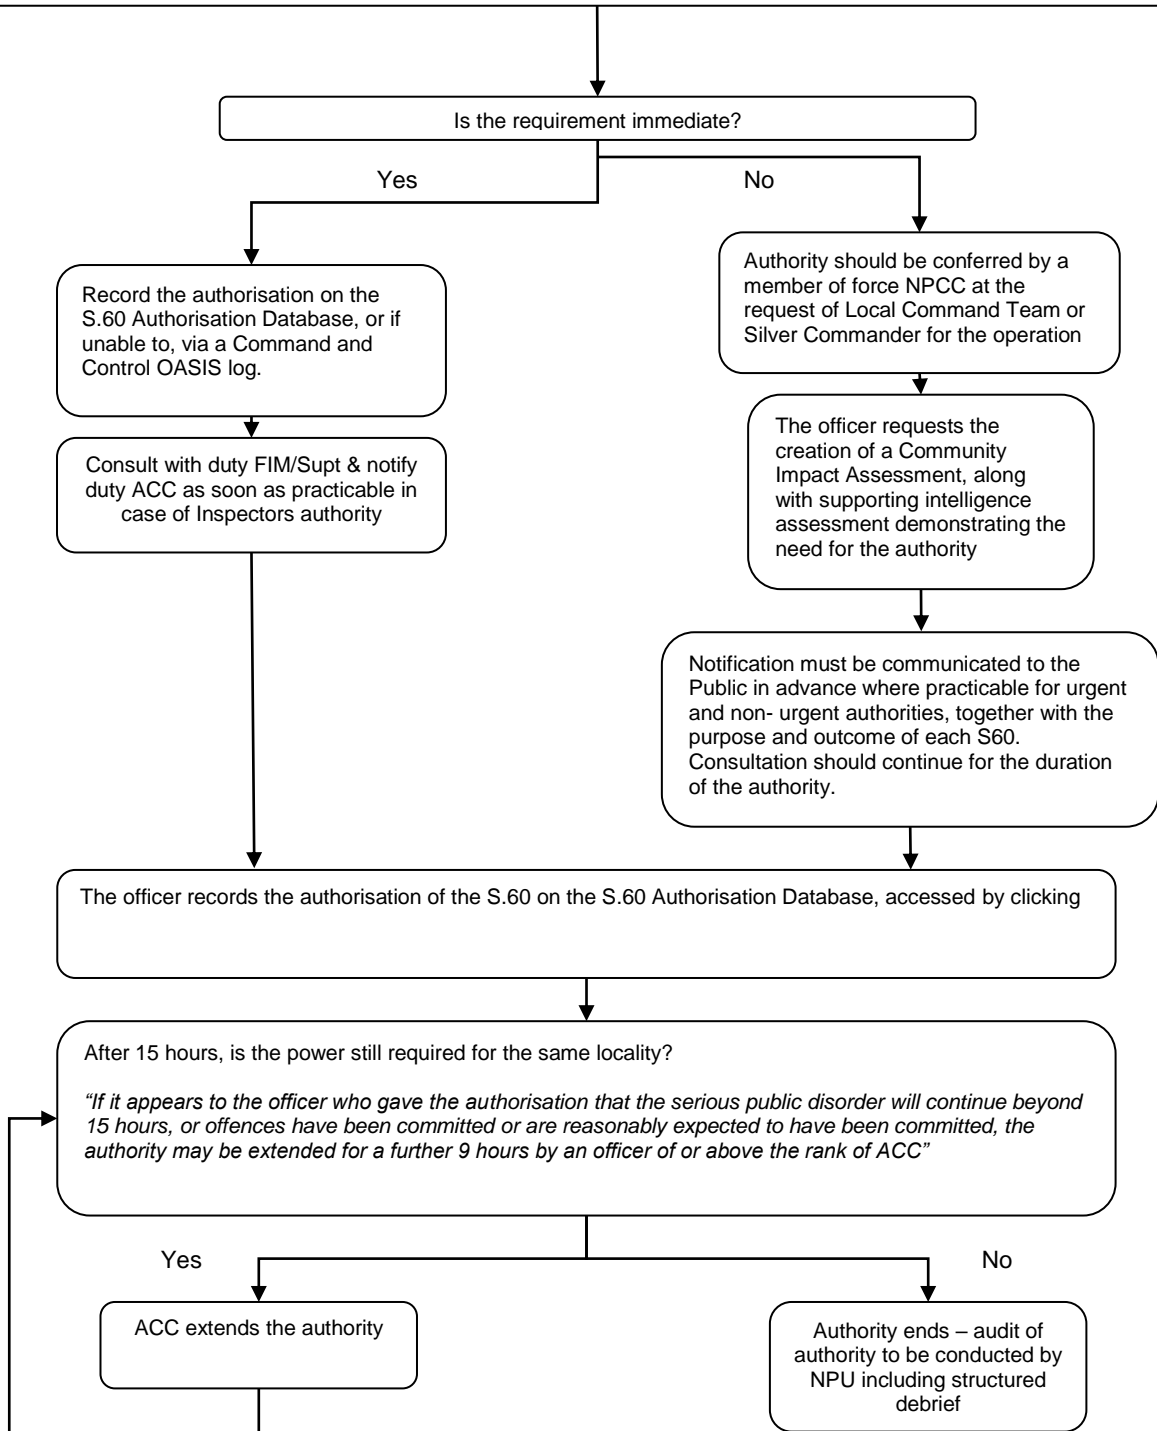 Is the requirement immediate?
Yes
No
Record the authorisation on the
S.60 Authorisation Database, or if
unable to, via a Command and
Control OASIS log.
Authority should be conferred by a
member of force NPCC at the
request of Local Command Team or
Silver Commander for the operation
Consult with duty FIM/Supt & notify
duty ACC as soon as practicable in
case of Inspectors authority
The officer requests the
creation of a Community
Impact Assessment, along
with supporting intelligence
assessment demonstrating the
need for the authority
Notification must be communicated to the
Public in advance where practicable for urgent
and non- urgent authorities, together with the
purpose and outcome of each S60.
Consultation should continue for the duration
of the authority.
The officer records the authorisation of the S.60 on the S.60 Authorisation Database, accessed by clicking
After 15 hours, is the power still required for the same locality?
“If it appears to the officer who gave the authorisation that the serious public disorder will continue beyond
15 hours, or offences have been committed or are reasonably expected to have been committed, the
authority may be extended for a further 9 hours by an officer of or above the rank of ACC”
Yes
No
ACC extends the authority
Authority ends – audit of
authority to be conducted by
NPU including structured
debrief